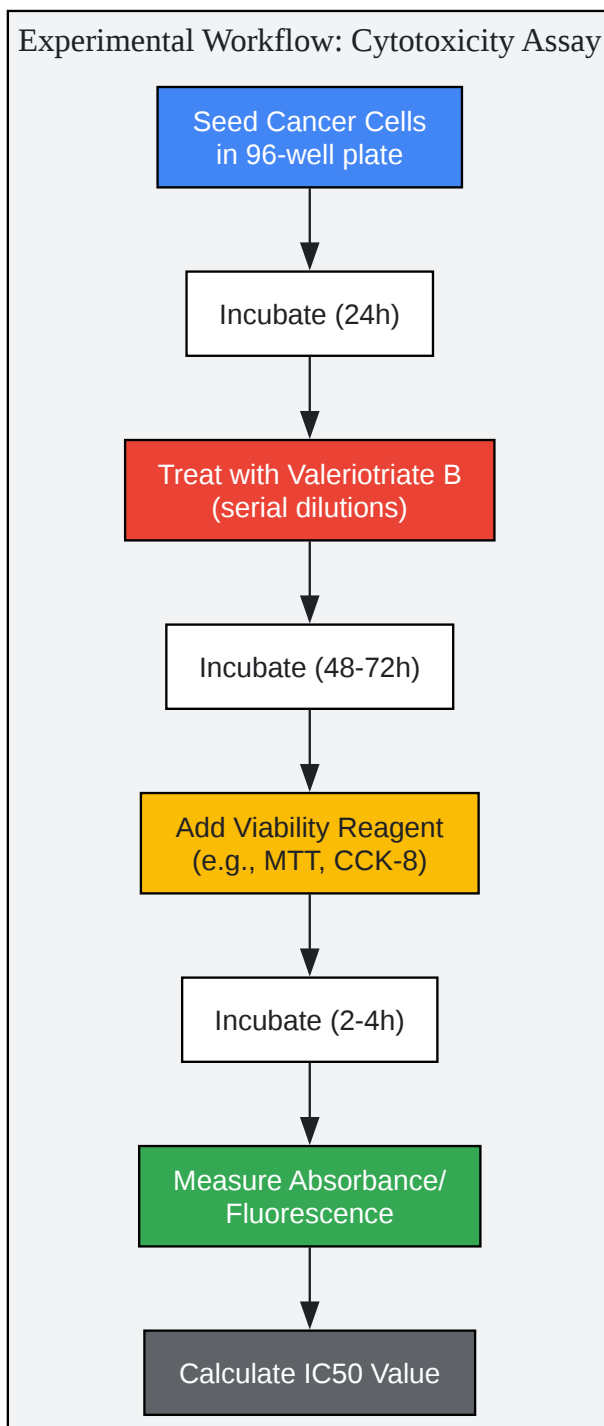 Experimental Workflow: Cytotoxicity Assay
Seed Cancer Cells
in 96-well plate
Incubate (24h)
Treat with Valeriotriate B
(serial dilutions)
Incubate (48-72h)
Add Viability Reagent
(e.g., MTT, CCK-8)
Incubate (2-4h)
Measure Absorbance/
Fluorescence
Calculate IC50 Value